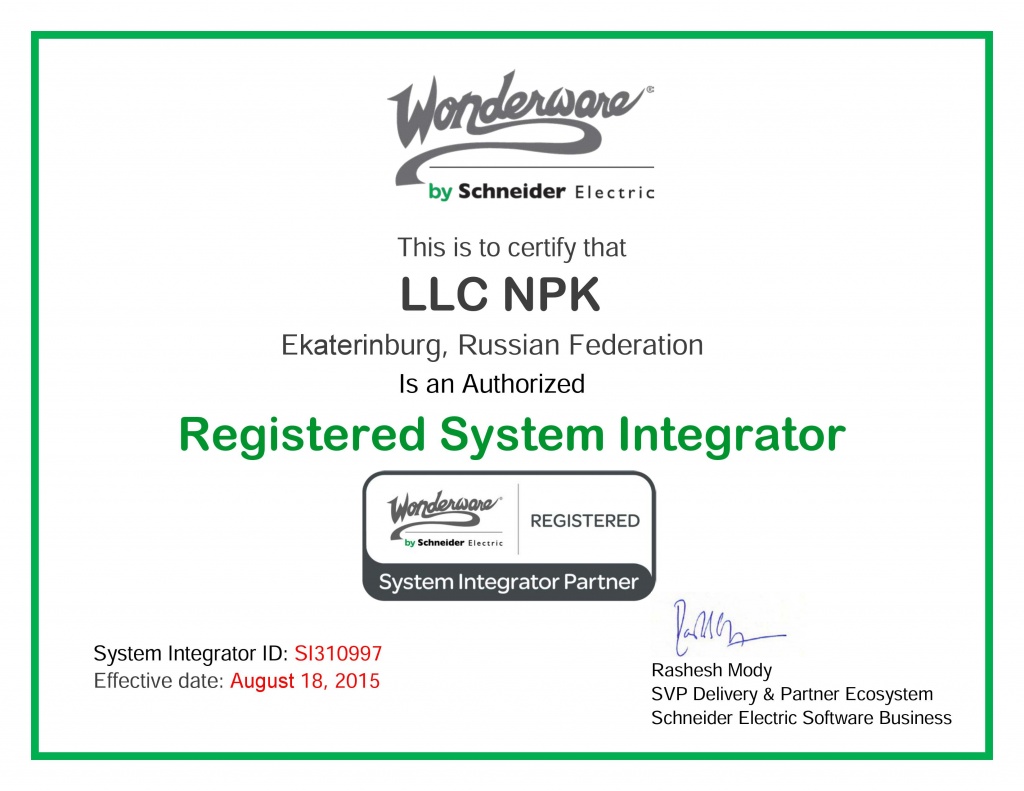 Wonderware®
by Schneider Electric
This is to certify that
LLC NPK
Ekaterinburg, Russian Federation
Is an Authorized
Registered System Integrator
Wonderware®
by Schneider Electric
REGISTERED
System Integrator Partner
System Integrator ID: SI310997
Effective date: August 18, 2015
Rashesh Mody
SVP Delivery & Partner Ecosystem
Schneider Electric Software Business